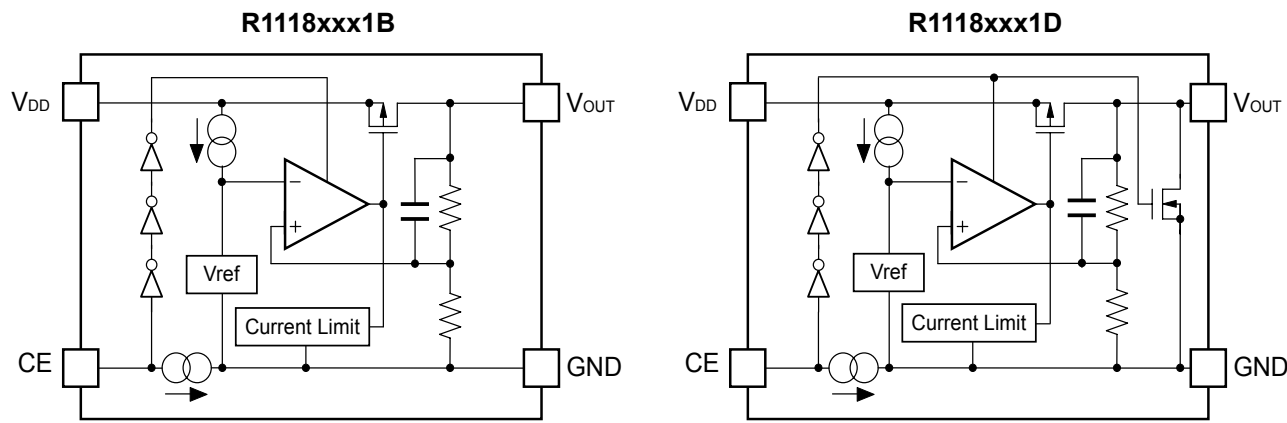 R1118xxx1B
VDD
VOUT
−
+
Vref
Current Limit
CE
GND
R1118xxx1D
VDD
VOUT
−
+
Vref
Current Limit
CE
GND